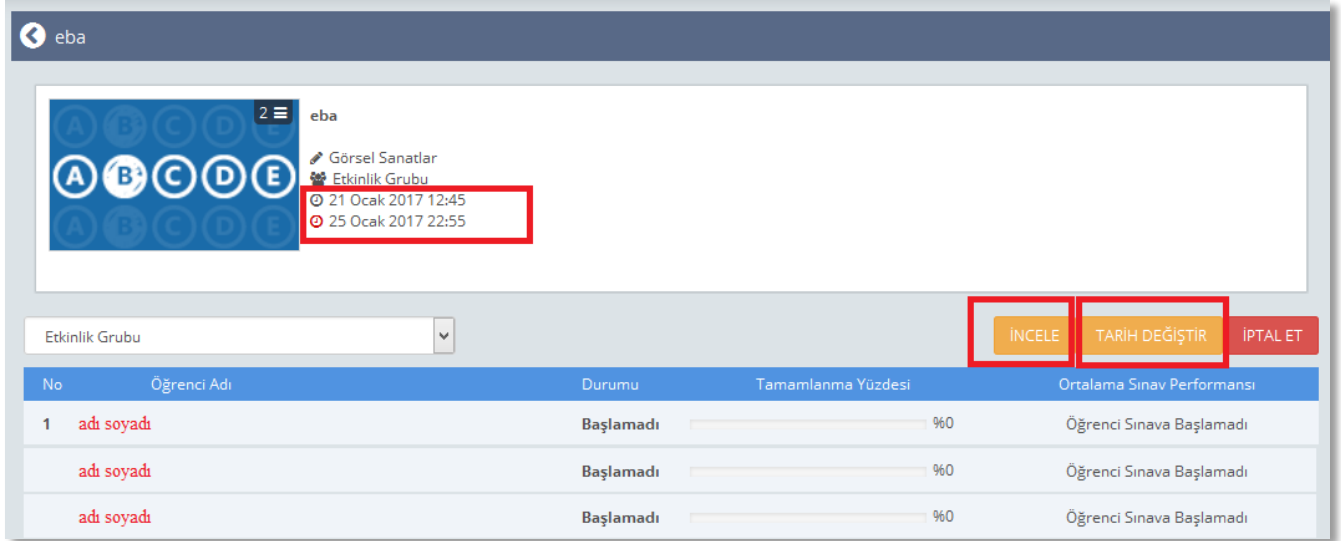 eba
2
A B C D E
A B C D E
A B C D E
eba
Görsel Sanatlar
Etkinlik Grubu
21 Ocak 2017 12:45
25 Ocak 2017 22:55
Etkinlik Grubu
İNCELE TARİH DEĞİŞTİR İPTAL ET
No Öğrenci Adı Durumu Tamamlanma Yüzdesi Ortalama Sınav Performansı
1 adı soyadı Başlamadı %0 Öğrenci Sınava Başlamadı
adı soyadı Başlamadı %0 Öğrenci Sınava Başlamadı
adı soyadı Başlamadı %0 Öğrenci Sınava Başlamadı